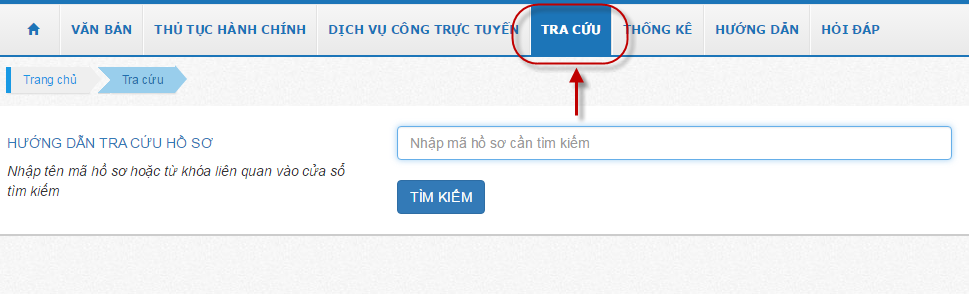 VĂN BẢN THỦ TỤC HÀNH CHÍNH DỊCH VỤ CÔNG TRỰC TUYẾN TRA CỨU THỐNG KÊ HƯỚNG DẪN HỎI ĐÁP
Trang chủ Tra cứu
HƯỚNG DẪN TRA CỨU HỒ SƠ
Nhập tên mã hồ sơ hoặc từ khóa liên quan vào cửa sổ
tìm kiếm
Nhập mã hồ sơ cần tìm kiếm
TÌM KIẾM